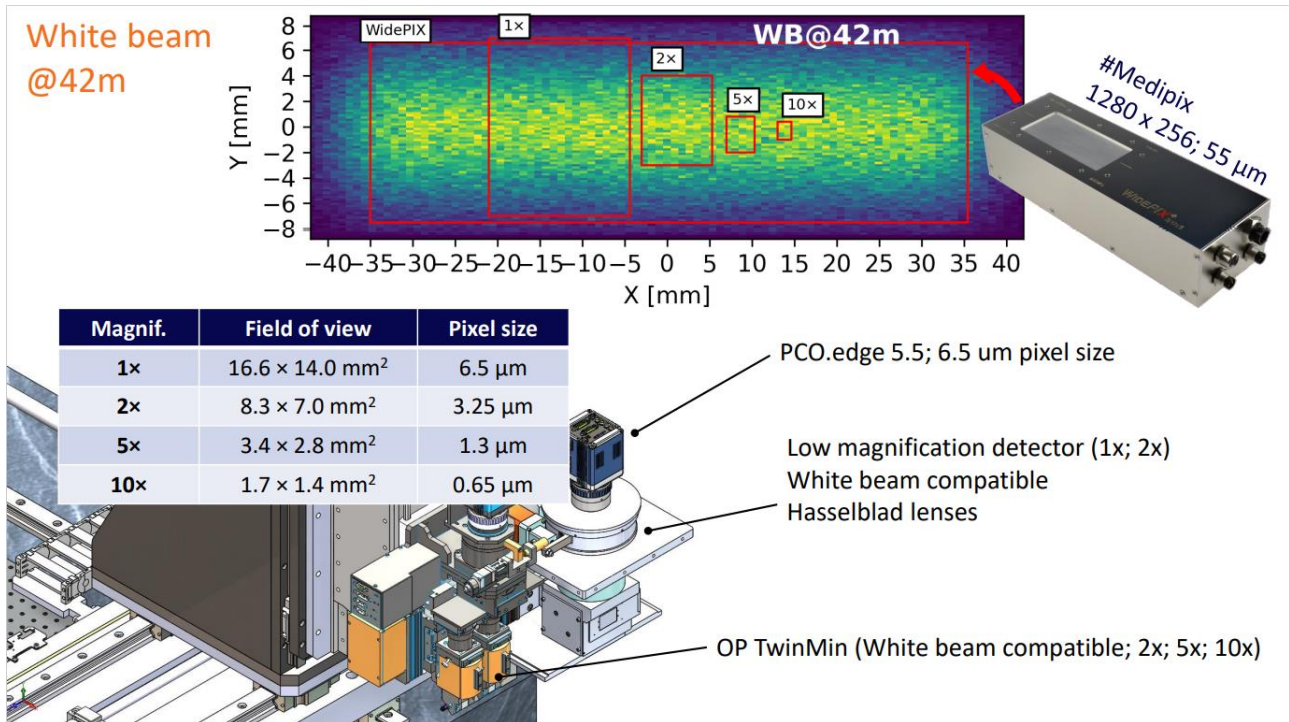 White beam
@42m
WidePIX
1×
WB@42m
2×
5×
10×
8
6
4
2
0
−2
−4
−6
−8
Y [mm]
−40 −35 −30 −25 −20 −15 −10 −5 0 5 10 15 20 25 30 35 40
X [mm]
#Medipix
1280 x 256; 55 µm
WIDEPIX
Magnif. Field of view Pixel size
1× 16.6 × 14.0 mm² 6.5 µm
2× 8.3 × 7.0 mm² 3.25 µm
5× 3.4 × 2.8 mm² 1.3 µm
10× 1.7 × 1.4 mm² 0.65 µm
PCO.edge 5.5; 6.5 um pixel size
Low magnification detector (1x; 2x)
White beam compatible
Hasselblad lenses
OP TwinMin (White beam compatible; 2x; 5x; 10x)